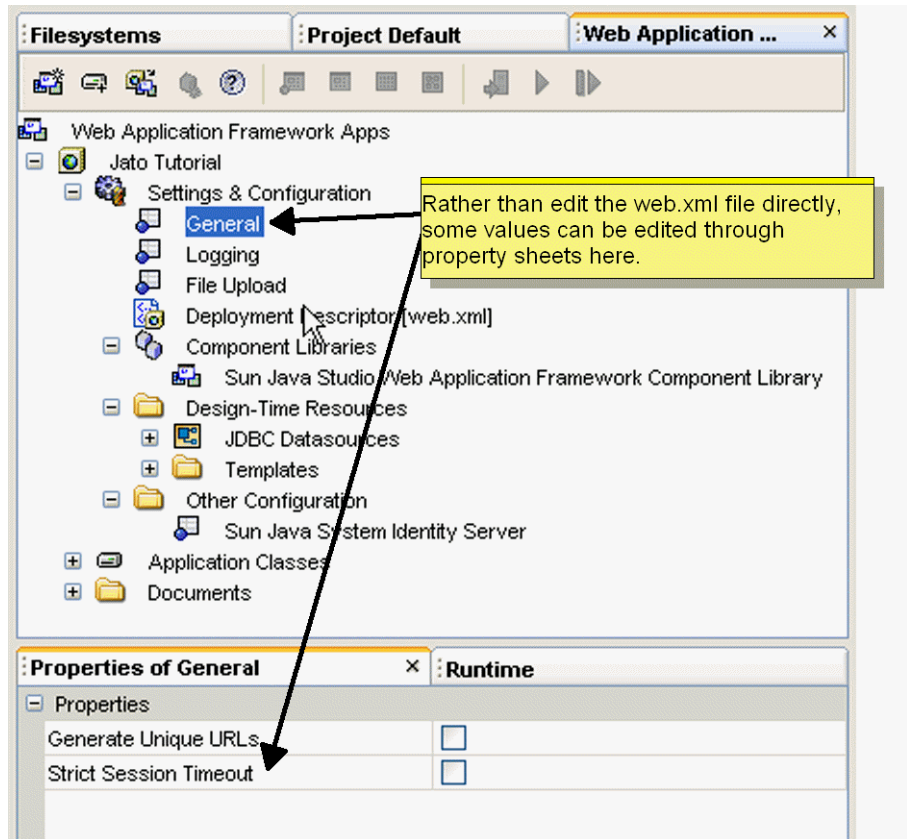 Filesystems
Project Default
Web Application ...
Web Application Framework Apps
Jato Tutorial
Settings & Configuration
Rather than edit the web.xml file directly,
some values can be edited through
property sheets here.
General
Logging
File Upload
Deployment Descriptor [web.xml]
Component Libraries
Sun Java Studio Web Application Framework Component Library
Design-Time Resources
JDBC Datasources
Templates
Other Configuration
Sun Java System Identity Server
Application Classes
Documents
Properties of General
Runtime
Properties
Generate Unique URLs
Strict Session Timeout